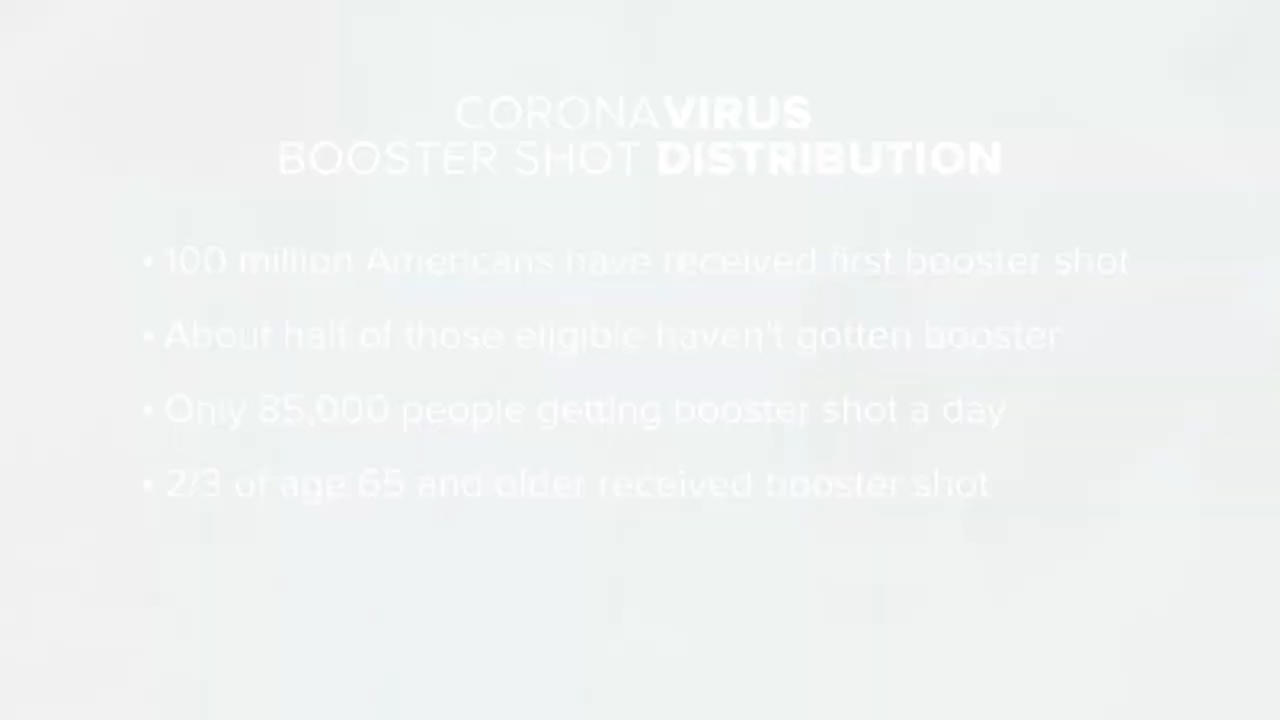 CORONAVIRUS
BOOSTER SHOT DISTRIBUTION
• 100 million Americans have received first booster shot
• About half of those eligible haven't gotten booster
• Only 85,000 people getting booster shot a day
• 2/3 of age 65 and older received booster shot